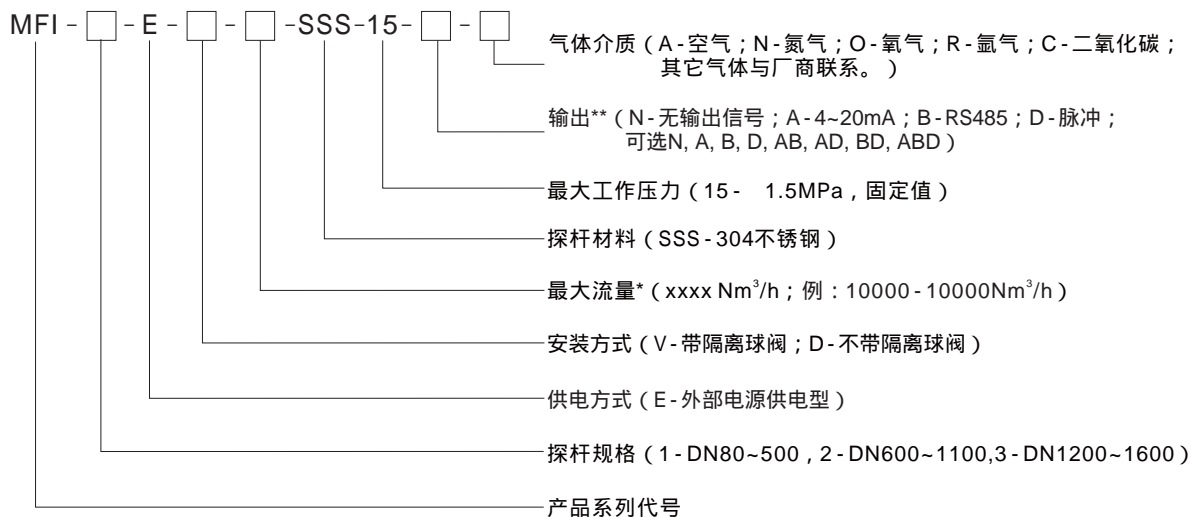 MFI - □ - E - □ - □ -SSS-15- □ - □
气体介质（A-空气；N-氮气；O-氧气；R-氩气；C-二氧化碳；
其它气体与厂商联系。）
输出**（N-无输出信号；A-4~20mA；B-RS485；D-脉冲；
可选N, A, B, D, AB, AD, BD, ABD）
最大工作压力（15- 1.5MPa，固定值）
探杆材料（SSS-304不锈钢）
最大流量*（xxxx Nm³/h；例：10000-10000Nm³/h）
安装方式（V-带隔离球阀；D-不带隔离球阀）
供电方式（E-外部电源供电型）
探杆规格（1-DN80~500，2-DN600~1100,3-DN1200~1600）
产品系列代号